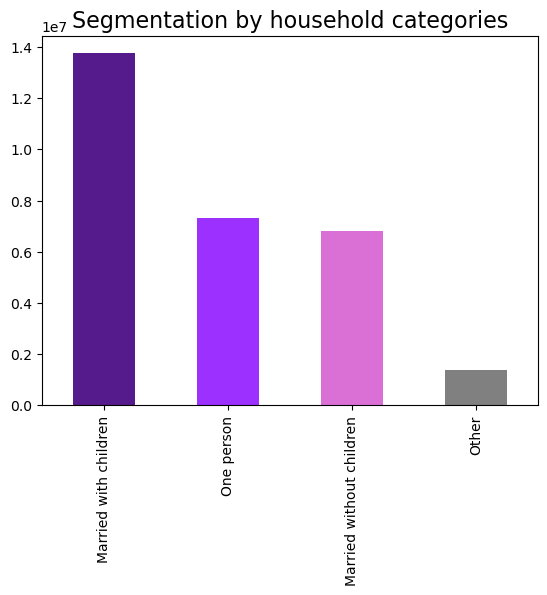 Segmentation by household categories
1e7
1.4
1.2
1.0
0.8
0.6
0.4
0.2
0.0
Married with children
One person
Married without children
Other